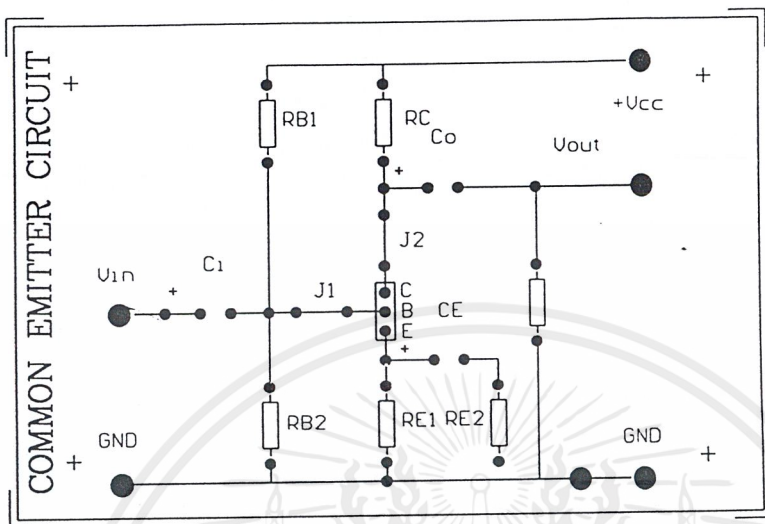 COMMON EMITTER CIRCUIT
+ +
RB1
RC
Co
+Vcc
Vout
+
J2
Vin
+
C1
J1
C
B
E
CE
+
RB2
RE1
RE2
GND
GND
+ +